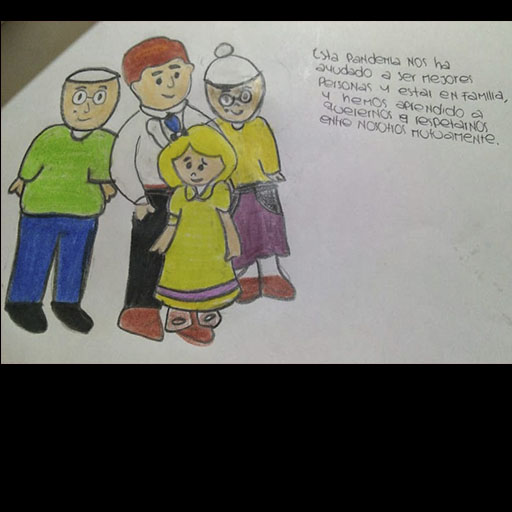 Esta Pandemia nos ha
ayudado a ser mejores
Personas y estar en familia,
y hemos aprendido a
querernos a respetarnos
entre nosotros mutuamente.